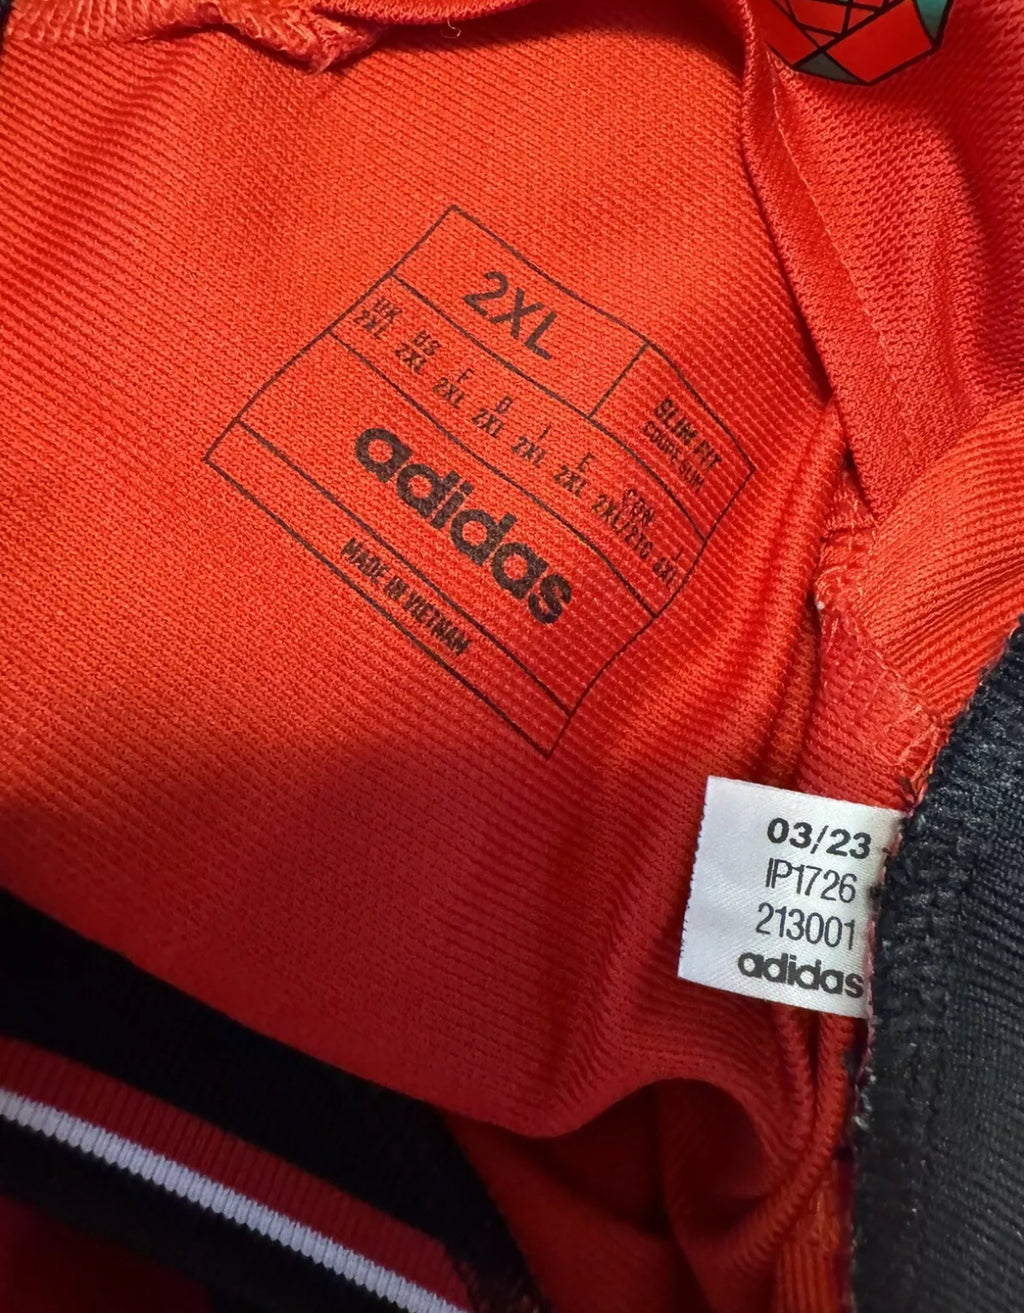 2XL
SLIM FIT
COUPE SLIM
UK US F D I E CDN J
2XL 2XL 2XL 2XL 2XL 2XL 2XL/2TG 4XL
adidas
MADE IN VIETNAM
03/23
IP1726
213001
adidas